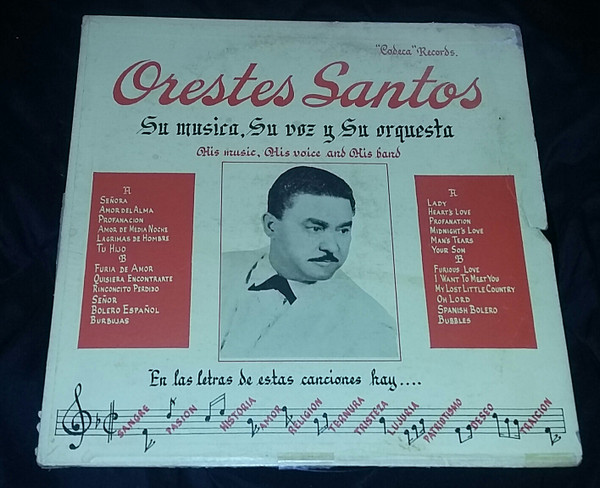 "Codeca" Records.
Orestes Santos
Su musica, Su voz y Su orquesta
His music, His voice and His band
A
SEÑORA
AMOR DEL ALMA
PROFANACION
AMOR DE MEDIA NOCHE
LAGRIMAS DE HOMBRE
TU HIJO
B
FURIA DE AMOR
QUISIERA ENCONTRARTE
RINCONCITO PERDIDO
SEÑOR
BOLERO ESPAÑOL
BURBUJAS
A
LADY
HEART'S LOVE
PROFANATION
MIDNIGHT'S LOVE
MAN'S TEARS
YOUR SON
B
FURIOUS LOVE
I WANT TO MEET YOU
MY LOST LITTLE COUNTRY
OH LORD
SPANISH BOLERO
BUBBLES
En las letras de estas canciones hay....
SANGRE PASION HISTORIA AMOR RELIGION TERNURA TRISTEZA LUJURIA PATRIOTISMO DESEO TRAICION